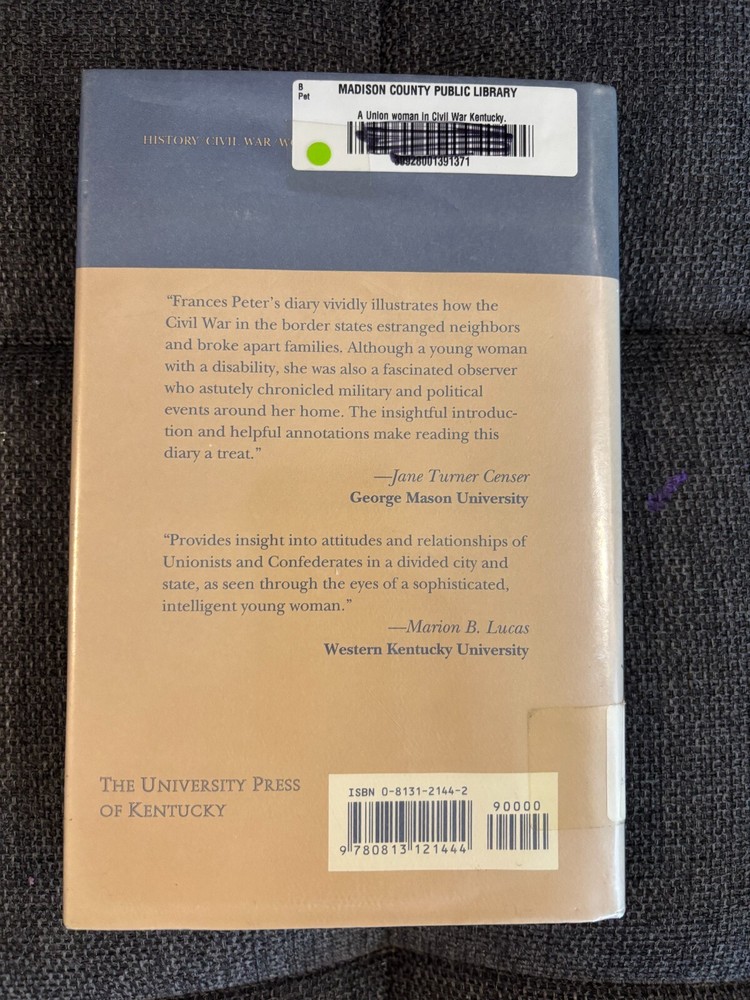 B
Pet
MADISON COUNTY PUBLIC LIBRARY
A Union woman in Civil War Kentucky.
HISTORY CIVIL WAR
“Frances Peter’s diary vividly illustrates how the
Civil War in the border states estranged neighbors
and broke apart families. Although a young woman
with a disability, she was also a fascinated observer
who astutely chronicled military and political
events around her home. The insightful introduc-
tion and helpful annotations make reading this
diary a treat.”
—Jane Turner Censer
George Mason University
“Provides insight into attitudes and relationships of
Unionists and Confederates in a divided city and
state, as seen through the eyes of a sophisticated,
intelligent young woman.”
—Marion B. Lucas
Western Kentucky University
THE UNIVERSITY PRESS
OF KENTUCKY
ISBN 0-8131-2144-2
90000
9 780813 121444